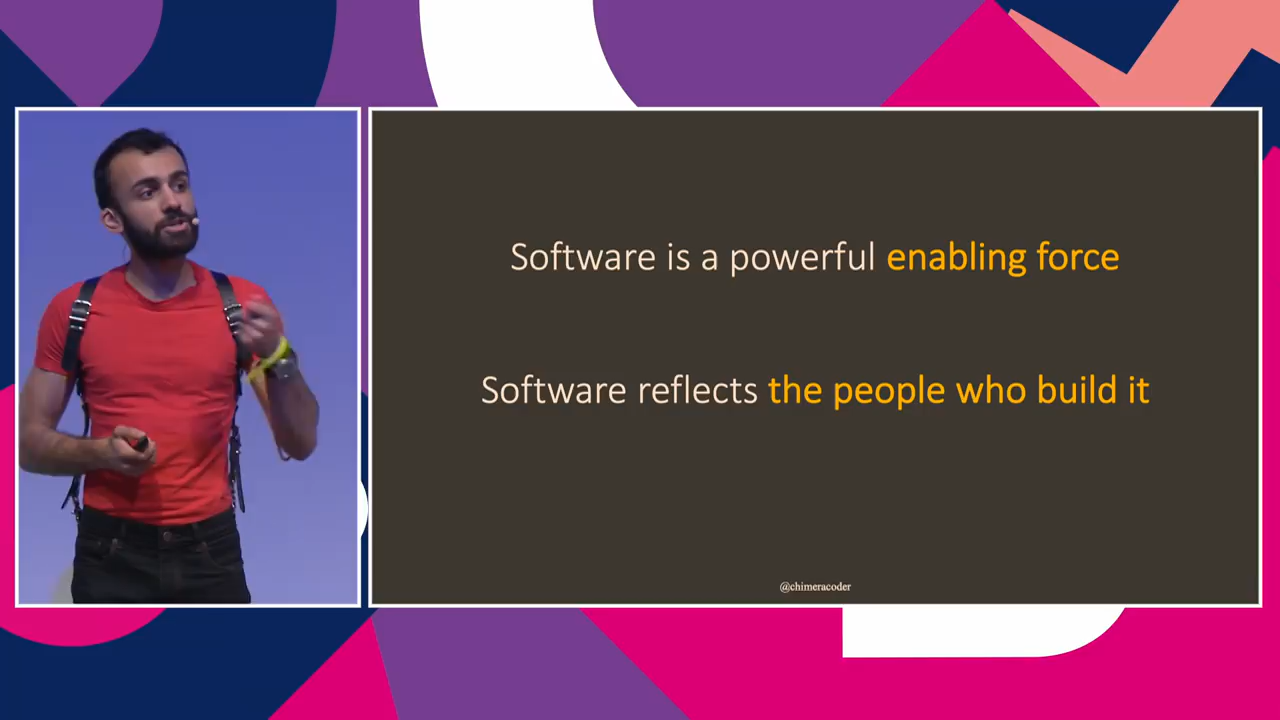 Software is a powerful enabling force
Software reflects the people who build it
@chimeracoder